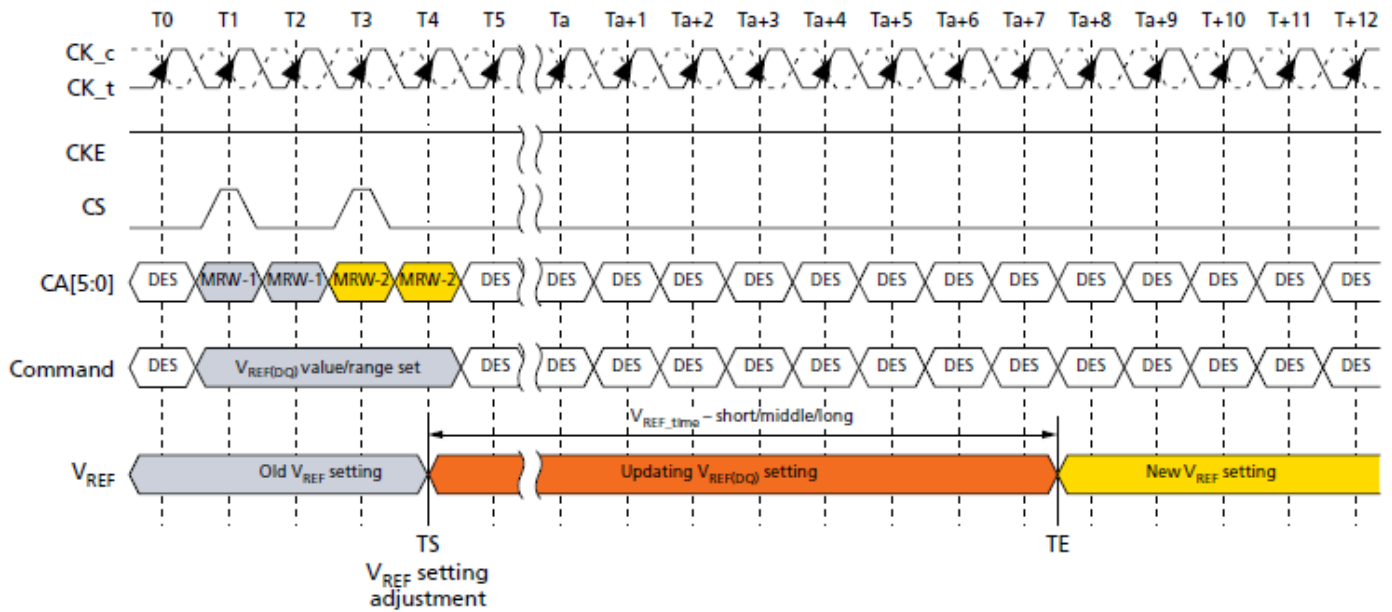 T0 T1 T2 T3 T4 T5 Ta Ta+1 Ta+2 Ta+3 Ta+4 Ta+5 Ta+6 Ta+7 Ta+8 Ta+9 T+10 T+11 T+12
CK_c
CK_t
CKE
CS
CA[5:0] DES MRW-1 MRW-1 MRW-2 MRW-2 DES DES DES DES DES DES DES DES DES DES DES DES DES DES
Command DES VREF(DQ) value/range set DES DES DES DES DES DES DES DES DES DES DES DES DES DES
VREF_time – short/middle/long
VREF Old VREF setting Updating VREF(DQ) setting New VREF setting
TS TE
VREF setting
adjustment